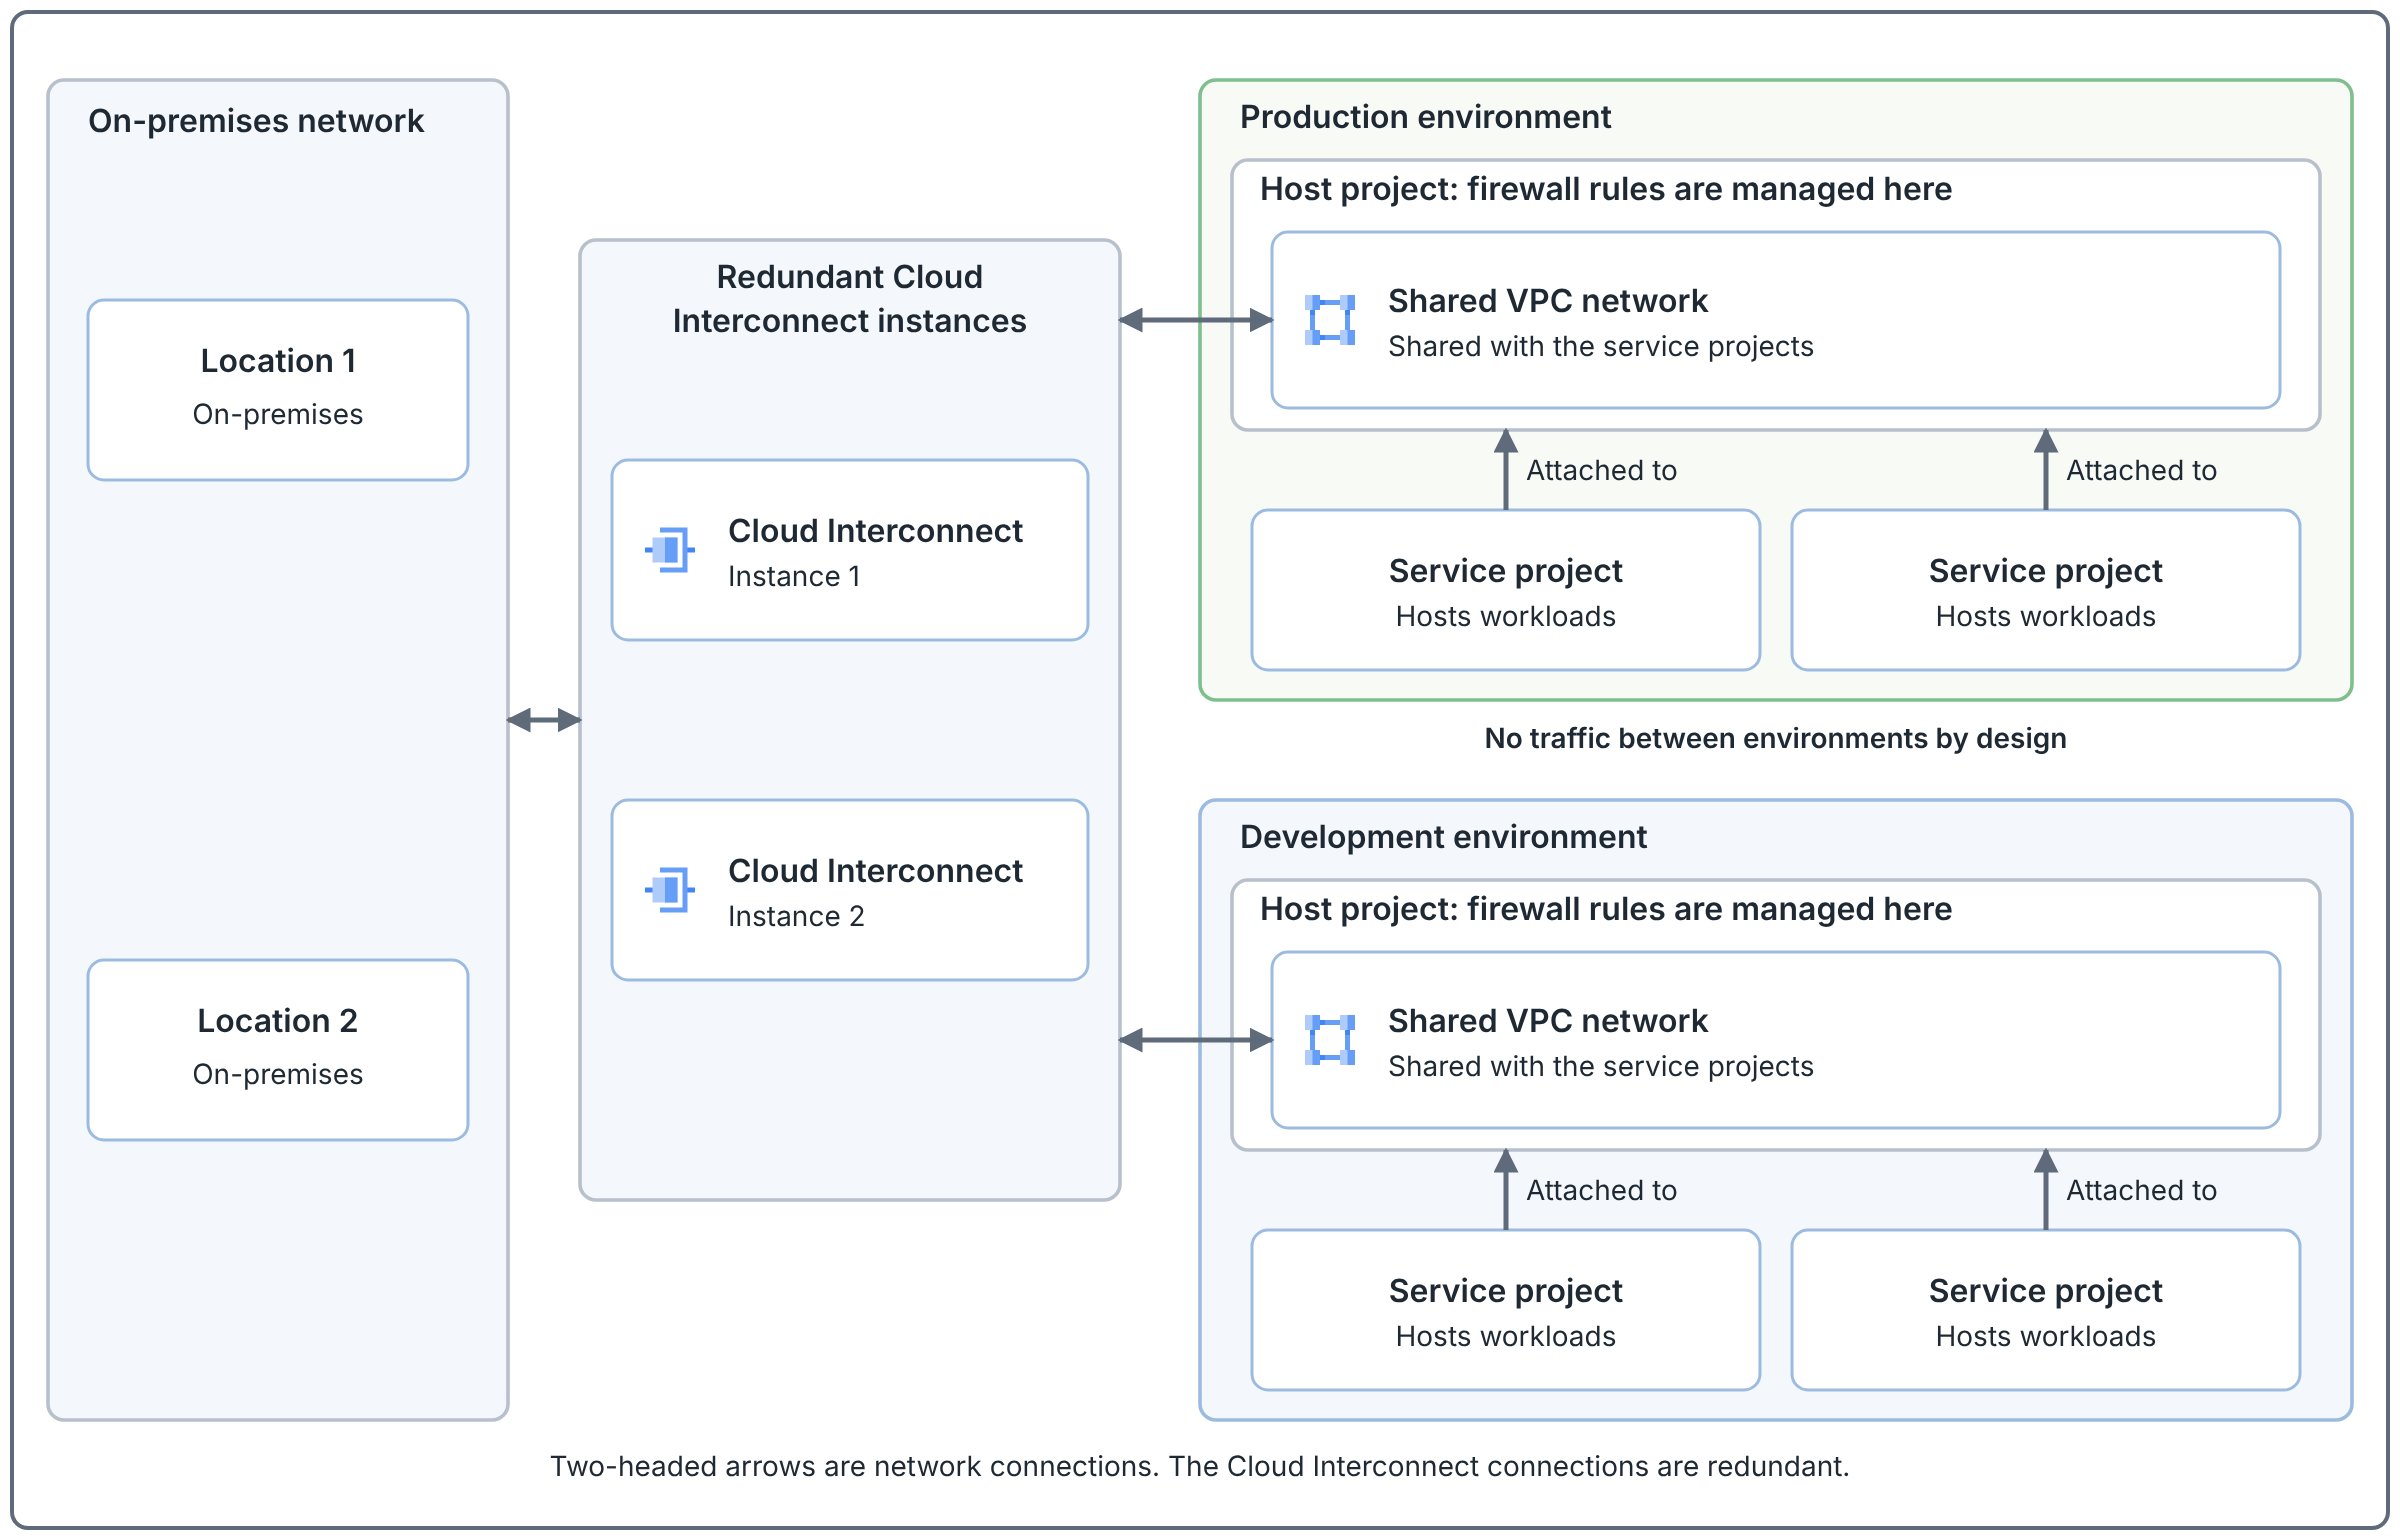 On-premises network
Location 1
On-premises
Location 2
On-premises
Redundant Cloud
Interconnect instances
Cloud Interconnect
Instance 1
Cloud Interconnect
Instance 2
Production environment
Host project: firewall rules are managed here
Shared VPC network
Shared with the service projects
Attached to
Attached to
Service project
Hosts workloads
Service project
Hosts workloads
No traffic between environments by design
Development environment
Host project: firewall rules are managed here
Shared VPC network
Shared with the service projects
Attached to
Attached to
Service project
Hosts workloads
Service project
Hosts workloads
Two-headed arrows are network connections. The Cloud Interconnect connections are redundant.